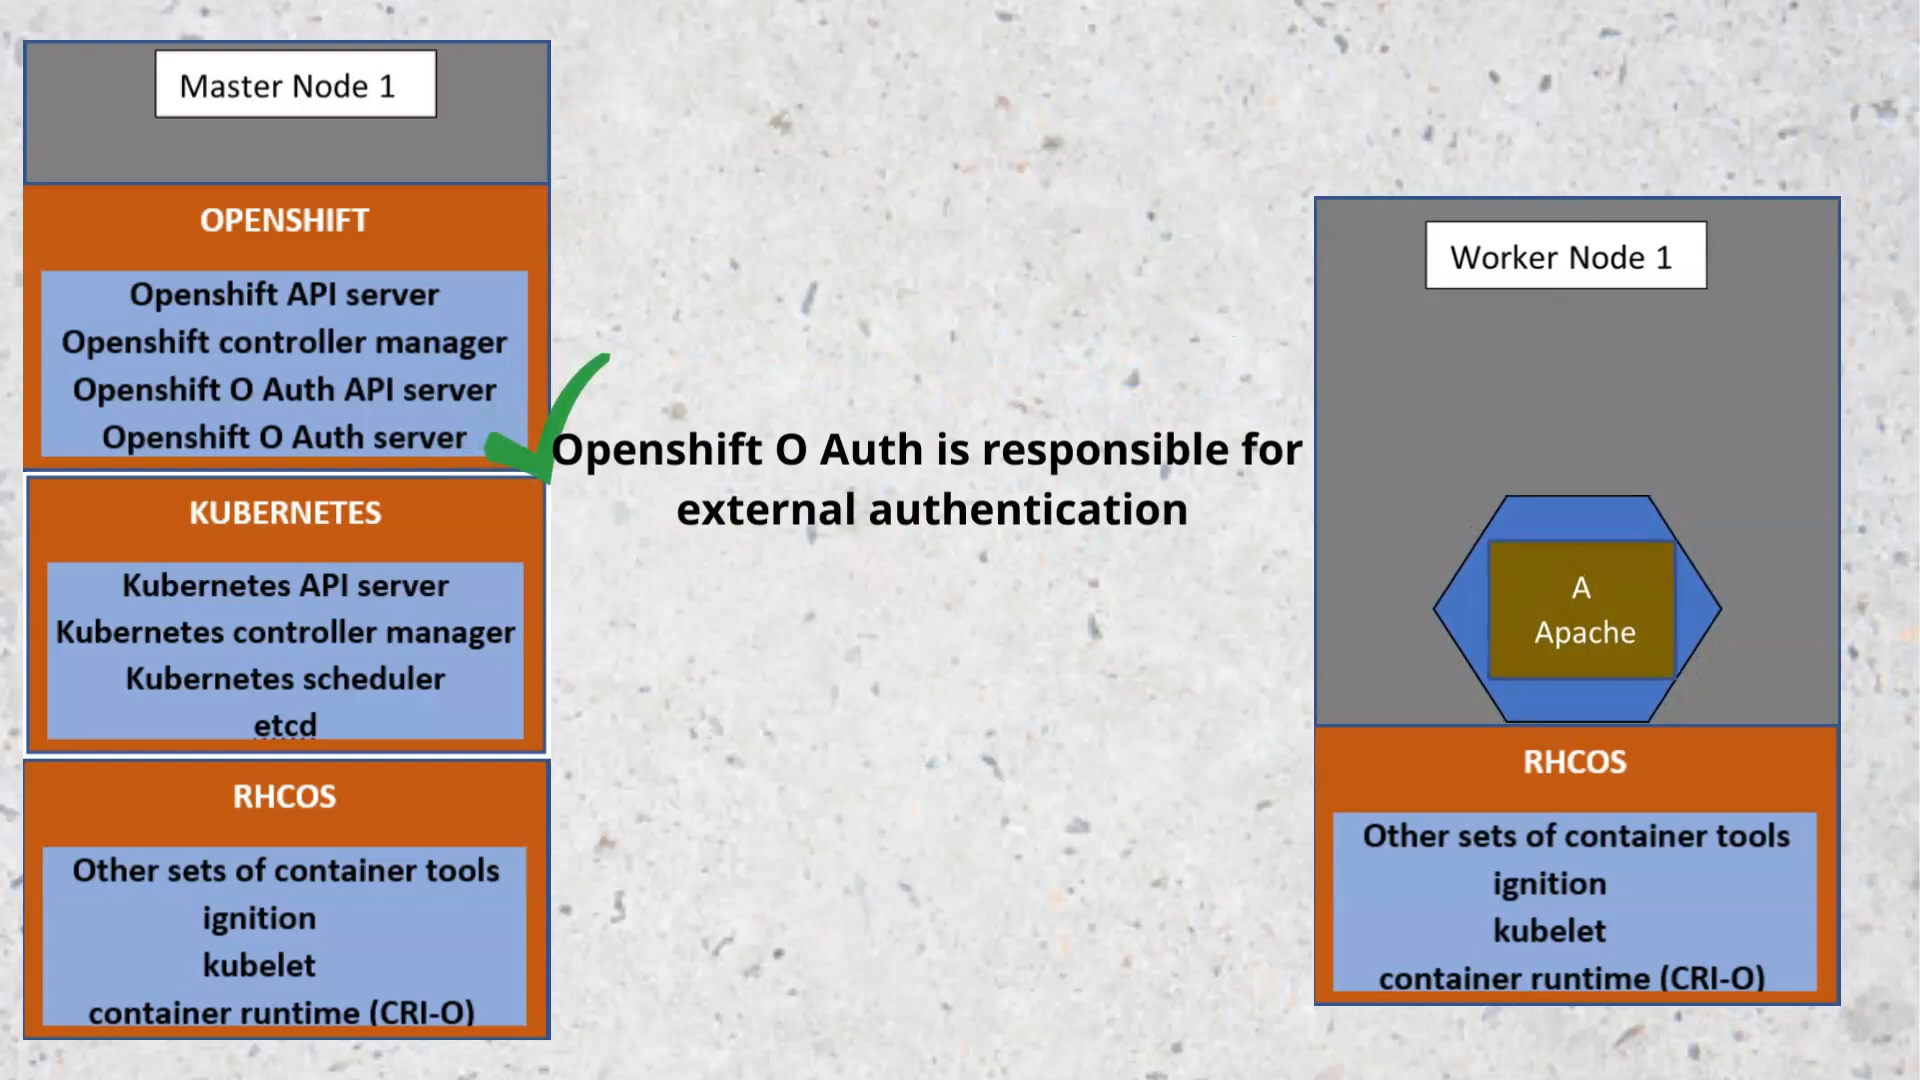 Master Node 1
OPENSHIFT
Openshift API server
Openshift controller manager
Openshift O Auth API server
Openshift O Auth server
KUBERNETES
Kubernetes API server
Kubernetes controller manager
Kubernetes scheduler
etcd
RHCOS
Other sets of container tools
ignition
kubelet
container runtime (CRI-O)
Openshift O Auth is responsible for
external authentication
Worker Node 1
A
Apache
RHCOS
Other sets of container tools
ignition
kubelet
container runtime (CRI-O)